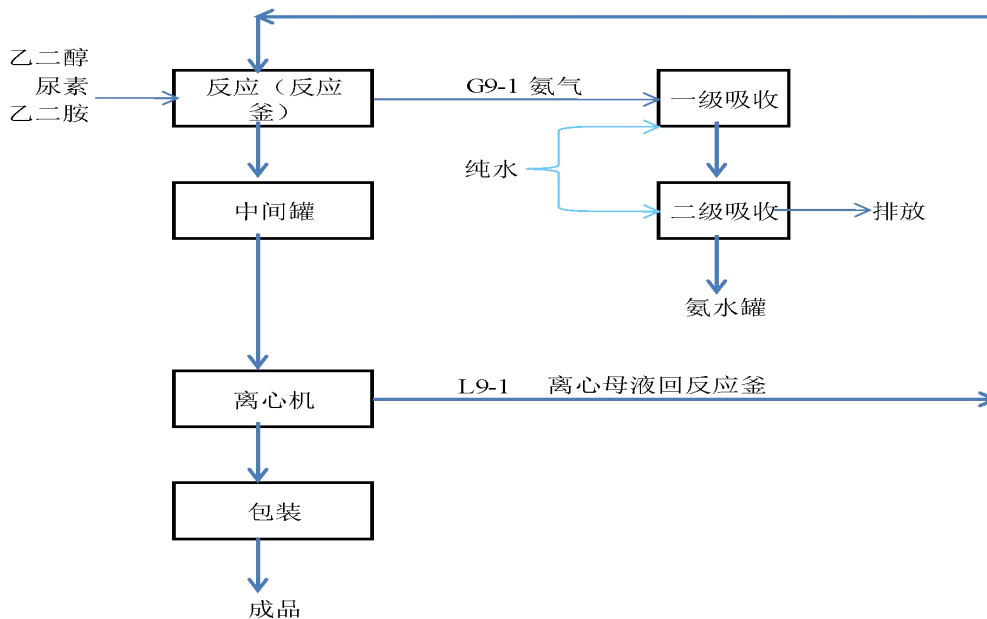 乙二醇
尿素
乙二胺
反应（反应
釜）
G9-1 氨气
一级吸收
纯水
中间罐
二级吸收
排放
氨水罐
离心机
L9-1 离心母液回反应釜
包装
成品